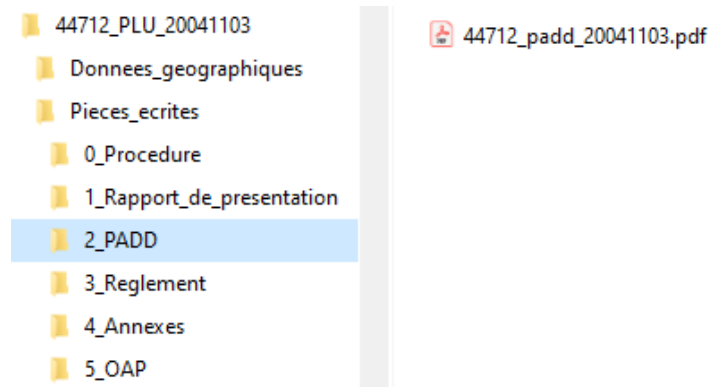 44712_PLU_20041103
Donnees_geographiques
Pieces_ecrites
0_Procedure
1_Rapport_de_presentation
2_PADD
3_Reglement
4_Annexes
5_OAP
44712_padd_20041103.pdf